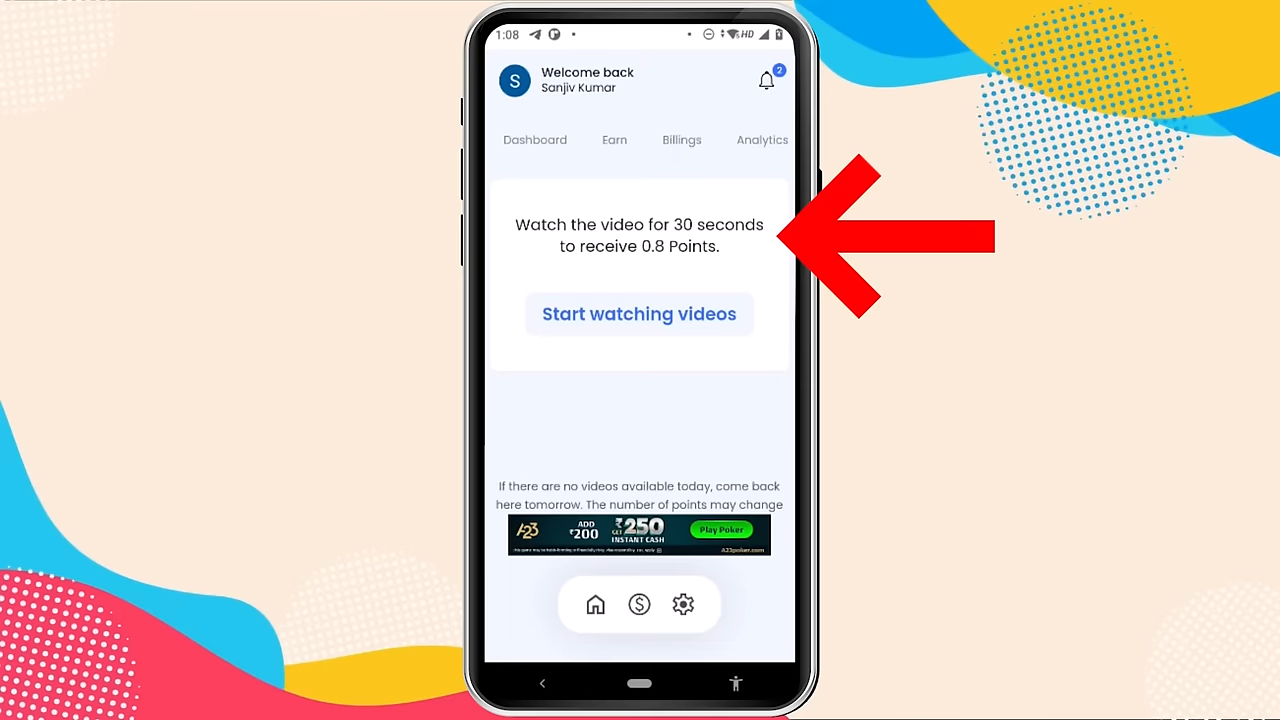 1:08
HD
S
Welcome back
2
Sanjiv Kumar
Dashboard Earn Billings Analytics
Watch the video for 30 seconds
to receive 0.8 Points.
Start watching videos
If there are no videos available today, come back
here tomorrow. The number of points may change
A23
ADD
₹200
GET
₹250
INSTANT CASH
Play Poker
A23poker.com